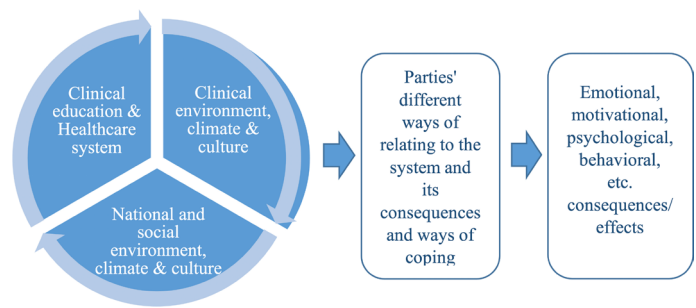 Clinical
education &
Healthcare
system
Clinical
environment,
climate &
culture
National and
social
environment,
climate & culture
Parties'
different
ways of
relating to the
system and
its
consequences
and ways of
coping
Emotional,
motivational,
psychological,
behavioral,
etc.
consequences/
effects